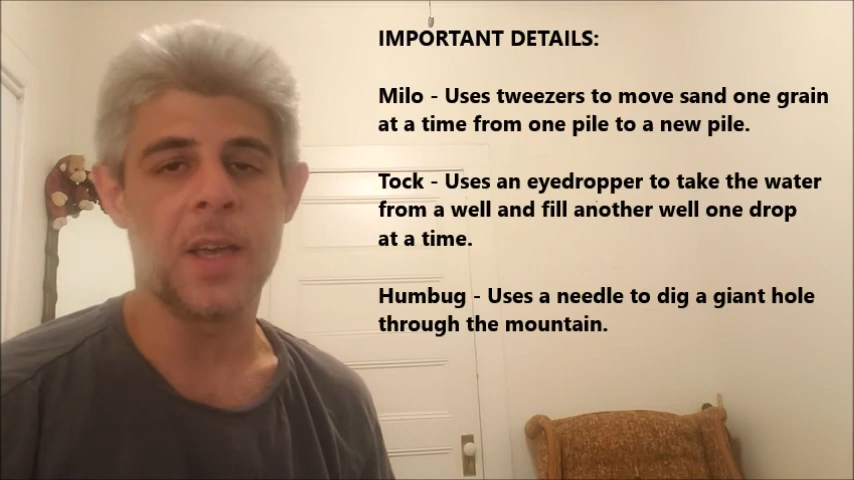 IMPORTANT DETAILS:
Milo - Uses tweezers to move sand one grain
at a time from one pile to a new pile.
Tock - Uses an eyedropper to take the water
from a well and fill another well one drop
at a time.
Humbug - Uses a needle to dig a giant hole
through the mountain.